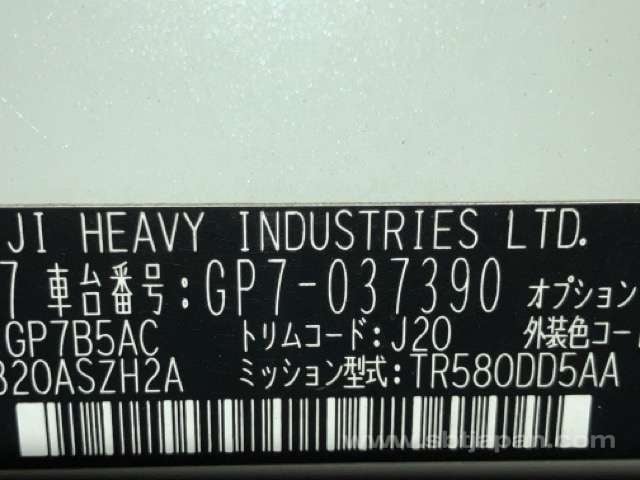 JI HEAVY INDUSTRIES LTD.
7 車台番号:GP7-037390 オプション
GP7B5AC トリムコード:J20 外装色コー
B20ASZH2A ミッション型式:TR580DD5AA
www.sbtjapan.com